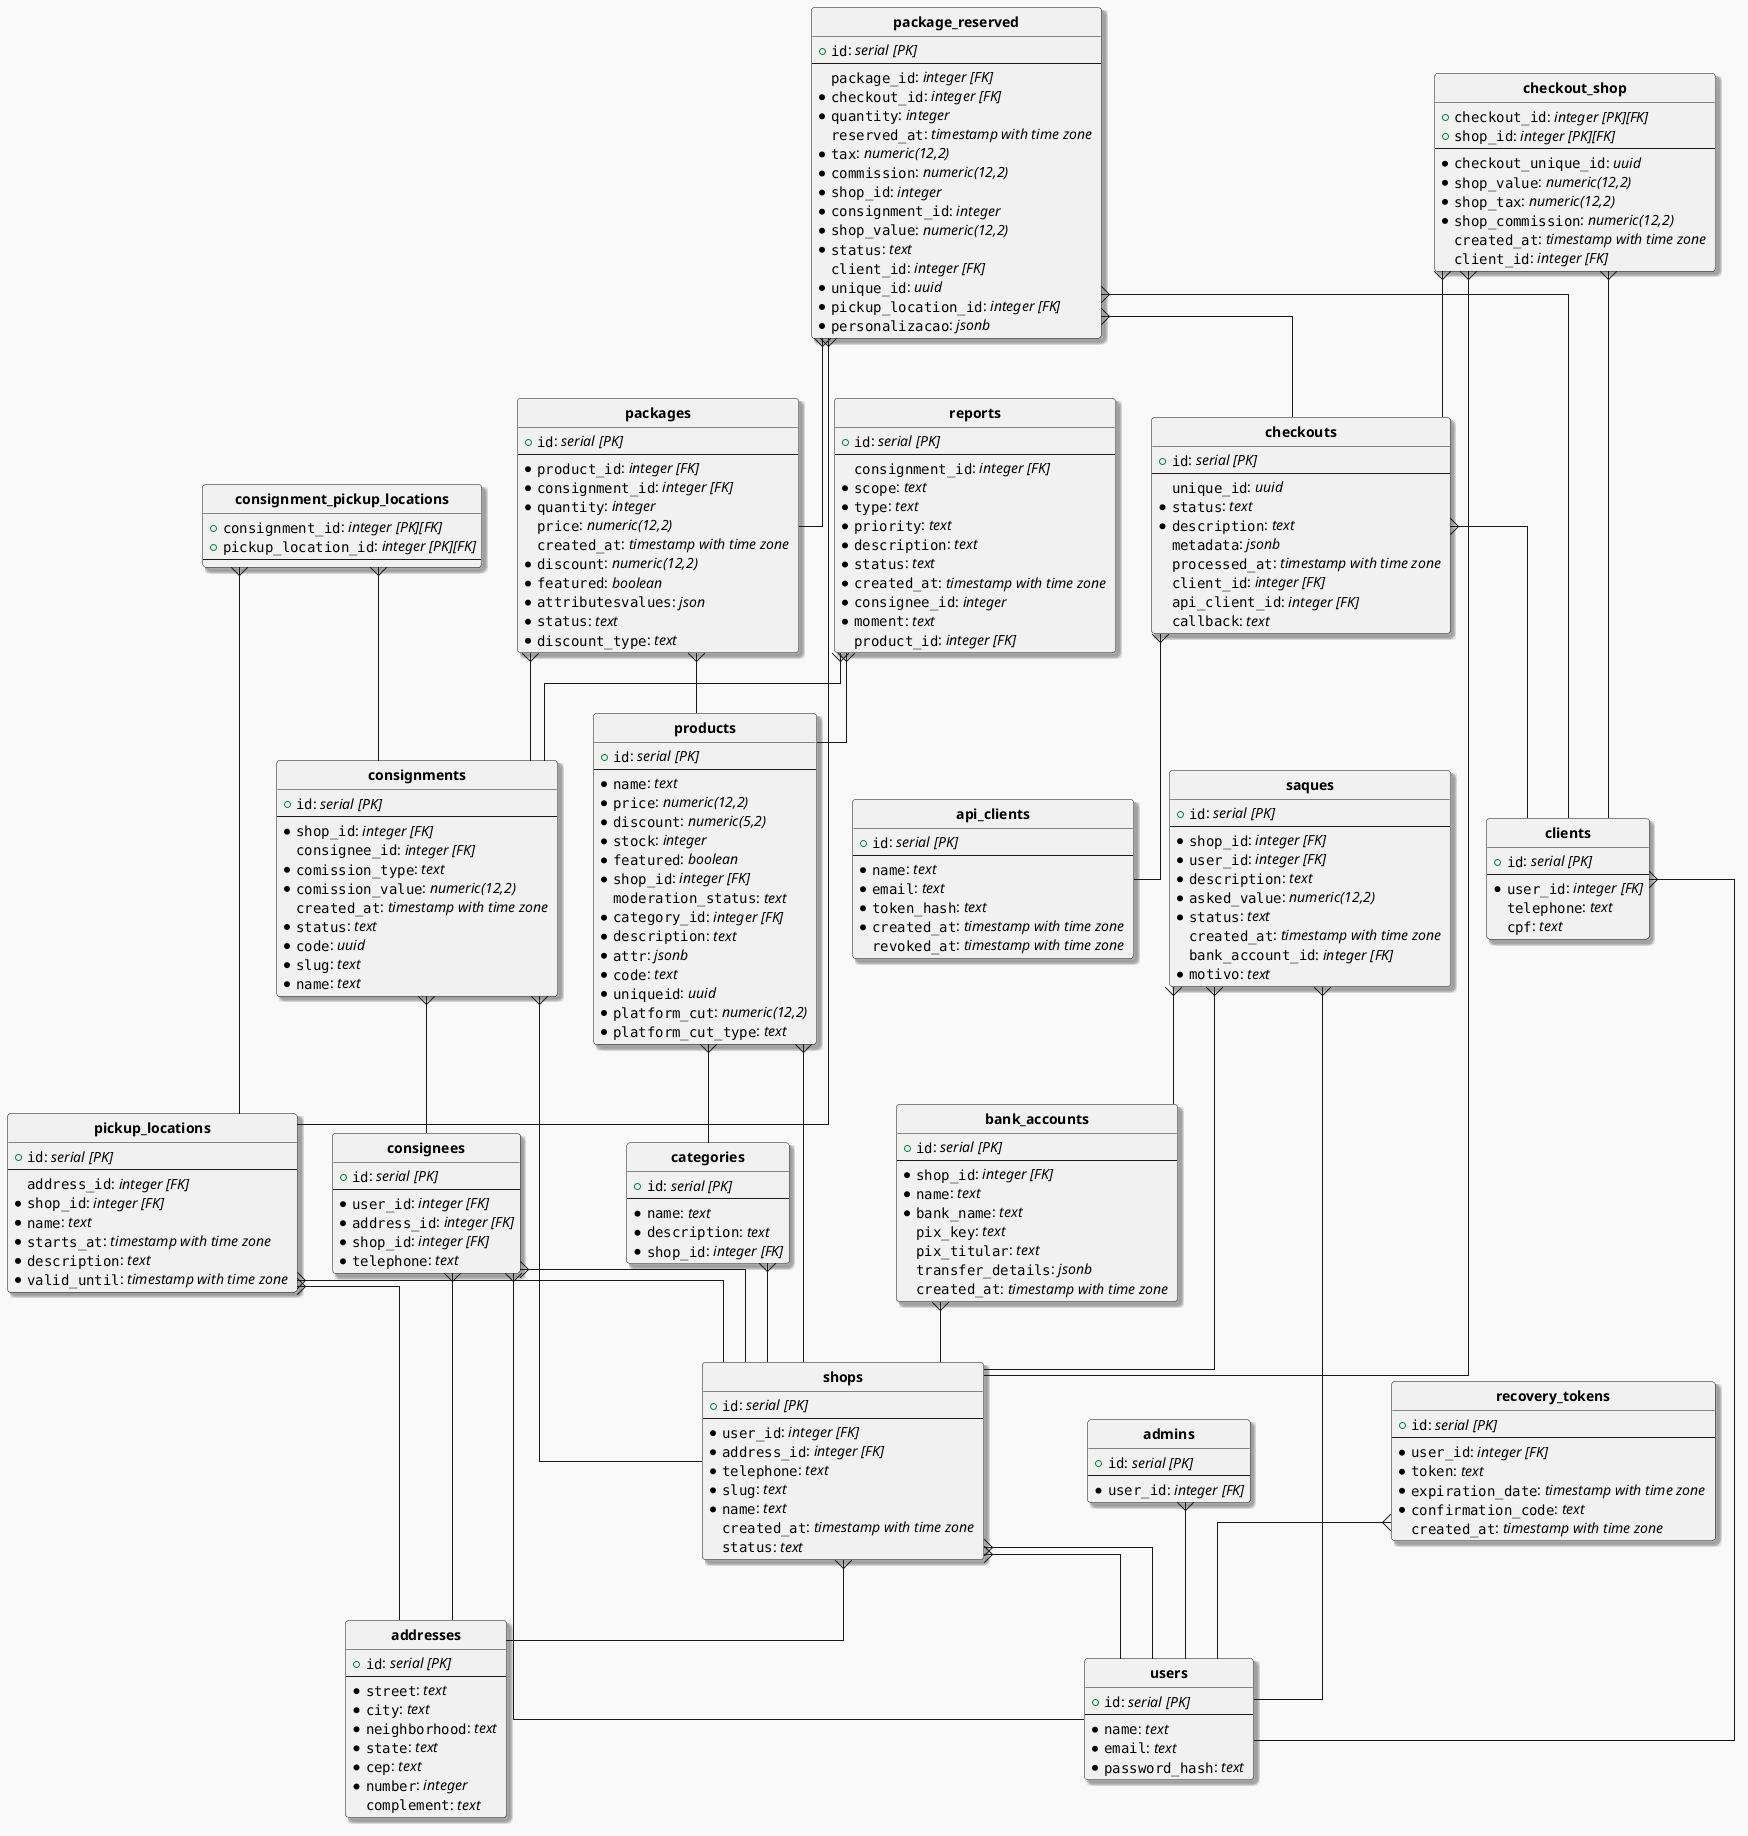 package_reserved
id: serial [PK]
package_id: integer [FK]
checkout_id: integer [FK]
quantity: integer
reserved_at: timestamp with time zone
tax: numeric(12,2)
commission: numeric(12,2)
shop_id: integer
consignment_id: integer
shop_value: numeric(12,2)
status: text
client_id: integer [FK]
unique_id: uuid
pickup_location_id: integer [FK]
personalizacao: jsonb
checkout_shop
checkout_id: integer [PK][FK]
shop_id: integer [PK][FK]
checkout_unique_id: uuid
shop_value: numeric(12,2)
shop_tax: numeric(12,2)
shop_commission: numeric(12,2)
created_at: timestamp with time zone
client_id: integer [FK]
packages
id: serial [PK]
product_id: integer [FK]
consignment_id: integer [FK]
quantity: integer
price: numeric(12,2)
created_at: timestamp with time zone
discount: numeric(12,2)
featured: boolean
attributesvalues: json
status: text
discount_type: text
reports
id: serial [PK]
consignment_id: integer [FK]
scope: text
type: text
priority: text
description: text
status: text
created_at: timestamp with time zone
consignee_id: integer
moment: text
product_id: integer [FK]
checkouts
id: serial [PK]
unique_id: uuid
status: text
description: text
metadata: jsonb
processed_at: timestamp with time zone
client_id: integer [FK]
api_client_id: integer [FK]
callback: text
consignment_pickup_locations
consignment_id: integer [PK][FK]
pickup_location_id: integer [PK][FK]
consignments
id: serial [PK]
shop_id: integer [FK]
consignee_id: integer [FK]
comission_type: text
comission_value: numeric(12,2)
created_at: timestamp with time zone
status: text
code: uuid
slug: text
name: text
products
id: serial [PK]
name: text
price: numeric(12,2)
discount: numeric(5,2)
stock: integer
featured: boolean
shop_id: integer [FK]
moderation_status: text
category_id: integer [FK]
description: text
attr: jsonb
code: text
uniqueid: uuid
platform_cut: numeric(12,2)
platform_cut_type: text
api_clients
id: serial [PK]
name: text
email: text
token_hash: text
created_at: timestamp with time zone
revoked_at: timestamp with time zone
saques
id: serial [PK]
shop_id: integer [FK]
user_id: integer [FK]
description: text
asked_value: numeric(12,2)
status: text
created_at: timestamp with time zone
bank_account_id: integer [FK]
motivo: text
clients
id: serial [PK]
user_id: integer [FK]
telephone: text
cpf: text
pickup_locations
id: serial [PK]
address_id: integer [FK]
shop_id: integer [FK]
name: text
starts_at: timestamp with time zone
description: text
valid_until: timestamp with time zone
consignees
id: serial [PK]
user_id: integer [FK]
address_id: integer [FK]
shop_id: integer [FK]
telephone: text
categories
id: serial [PK]
name: text
description: text
shop_id: integer [FK]
bank_accounts
id: serial [PK]
shop_id: integer [FK]
name: text
bank_name: text
pix_key: text
pix_titular: text
transfer_details: jsonb
created_at: timestamp with time zone
shops
id: serial [PK]
user_id: integer [FK]
address_id: integer [FK]
telephone: text
slug: text
name: text
created_at: timestamp with time zone
status: text
admins
id: serial [PK]
user_id: integer [FK]
recovery_tokens
id: serial [PK]
user_id: integer [FK]
token: text
expiration_date: timestamp with time zone
confirmation_code: text
created_at: timestamp with time zone
addresses
id: serial [PK]
street: text
city: text
neighborhood: text
state: text
cep: text
number: integer
complement: text
users
id: serial [PK]
name: text
email: text
password_hash: text